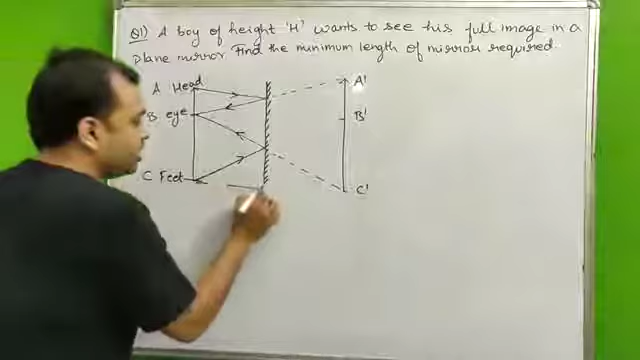 Q1) A boy of height 'H' wants to see his full image in a
plane mirror. Find the minimum length of mirror required.
A Head
A'
B eye
B'
C Feet
C'